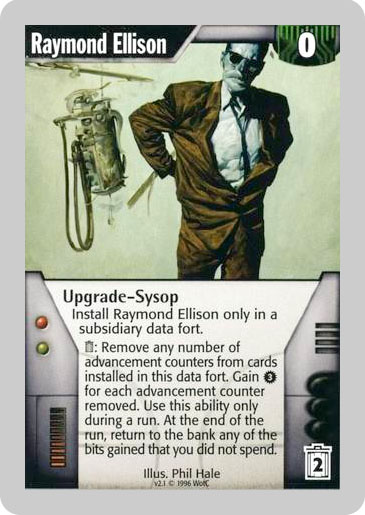 Raymond Ellison
0
Upgrade–Sysop
Install Raymond Ellison only in a
subsidiary data fort.
: Remove any number of
advancement counters from cards
installed in this data fort. Gain 3
for each advancement counter
removed. Use this ability only
during a run. At the end of the
run, return to the bank any of the
bits gained that you did not spend.
2
Illus. Phil Hale
v2.1 © 1996 WofC